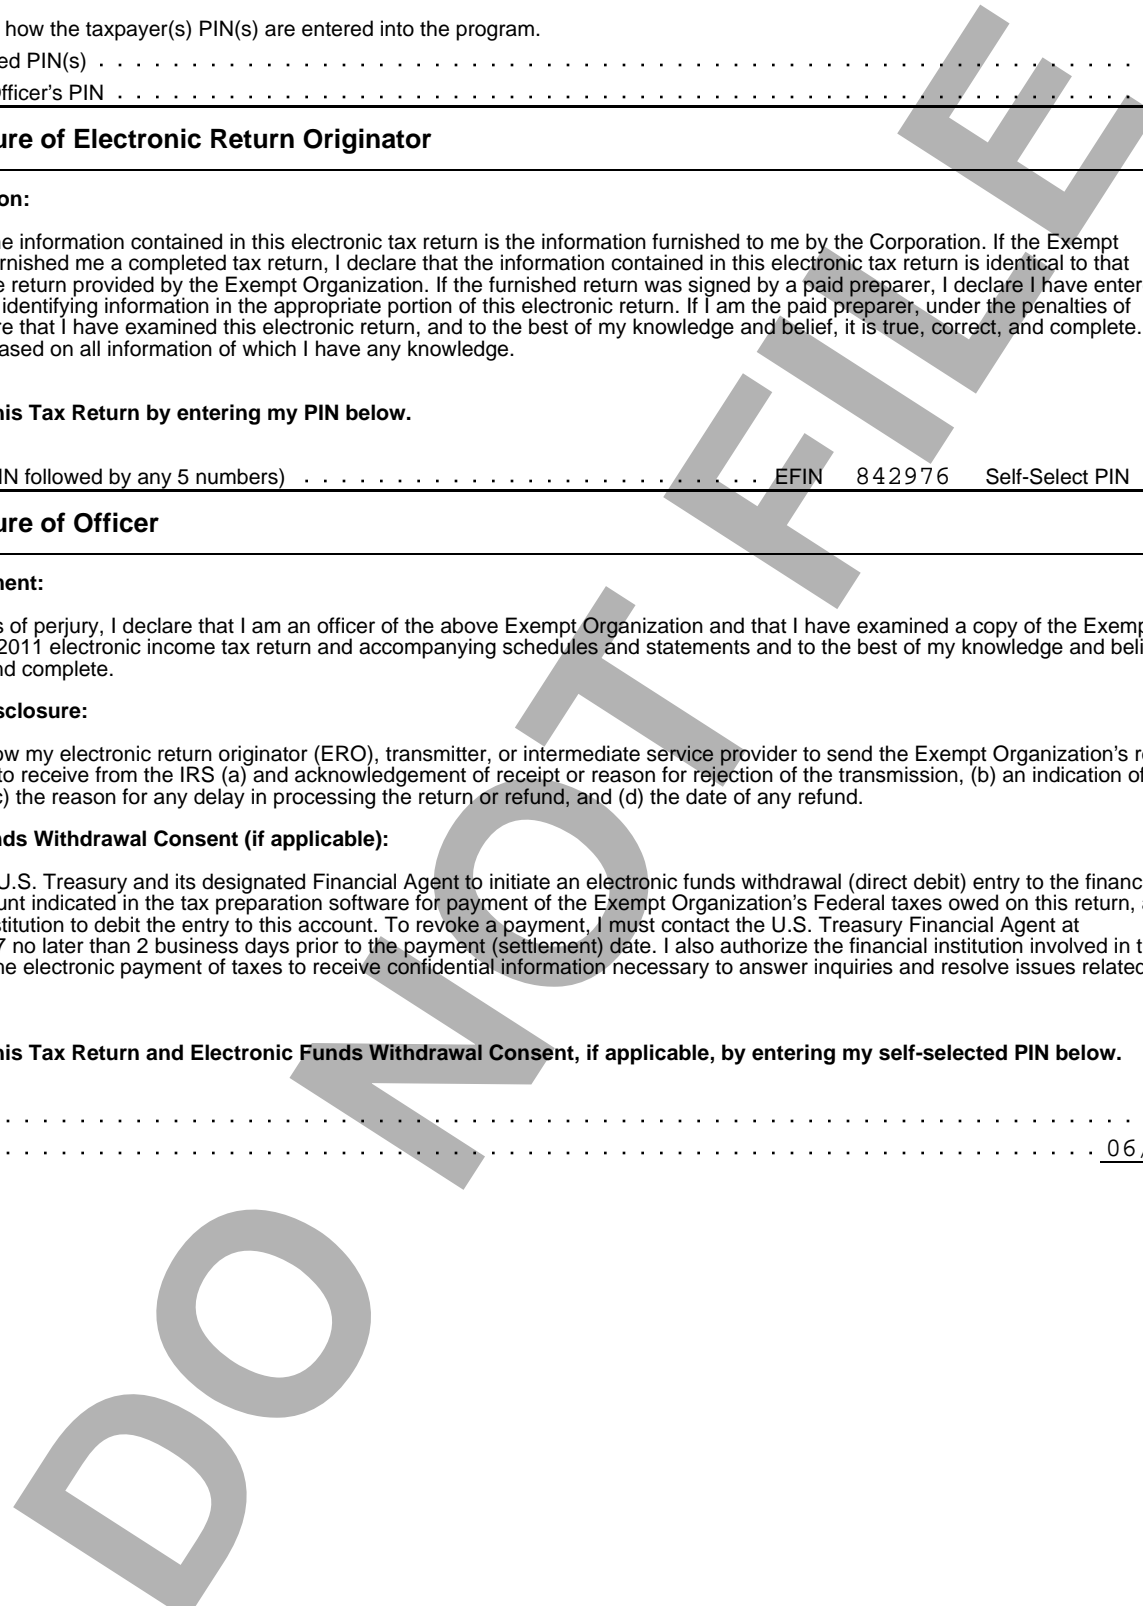 how the taxpayer(s) PIN(s) are entered into the program.
ed PIN(s)
fficer's PIN
ure of Electronic Return Originator
on:
e information contained in this electronic tax return is the information furnished to me by the Corporation. If the Exempt
rnished me a completed tax return, I declare that the information contained in this electronic tax return is identical to that
e return provided by the Exempt Organization. If the furnished return was signed by a paid preparer, I declare I have enter
identifying information in the appropriate portion of this electronic return. If I am the paid preparer, under the penalties of
re that I have examined this electronic return, and to the best of my knowledge and belief, it is true, correct, and complete.
ased on all information of which I have any knowledge.
his Tax Return by entering my PIN below.
IN followed by any 5 numbers) EFIN 842976 Self-Select PIN
ure of Officer
ment:
s of perjury, I declare that I am an officer of the above Exempt Organization and that I have examined a copy of the Exemp
2011 electronic income tax return and accompanying schedules and statements and to the best of my knowledge and beli
nd complete.
sclosure:
ow my electronic return originator (ERO), transmitter, or intermediate service provider to send the Exempt Organization's r
to receive from the IRS (a) and acknowledgement of receipt or reason for rejection of the transmission, (b) an indication of
c) the reason for any delay in processing the return or refund, and (d) the date of any refund.
nds Withdrawal Consent (if applicable):
U.S. Treasury and its designated Financial Agent to initiate an electronic funds withdrawal (direct debit) entry to the financ
unt indicated in the tax preparation software for payment of the Exempt Organization's Federal taxes owed on this return,
stitution to debit the entry to this account. To revoke a payment, I must contact the U.S. Treasury Financial Agent at
7 no later than 2 business days prior to the payment (settlement) date. I also authorize the financial institution involved in t
he electronic payment of taxes to receive confidential information necessary to answer inquiries and resolve issues related
his Tax Return and Electronic Funds Withdrawal Consent, if applicable, by entering my self-selected PIN below.
06/
DO NOT FILE